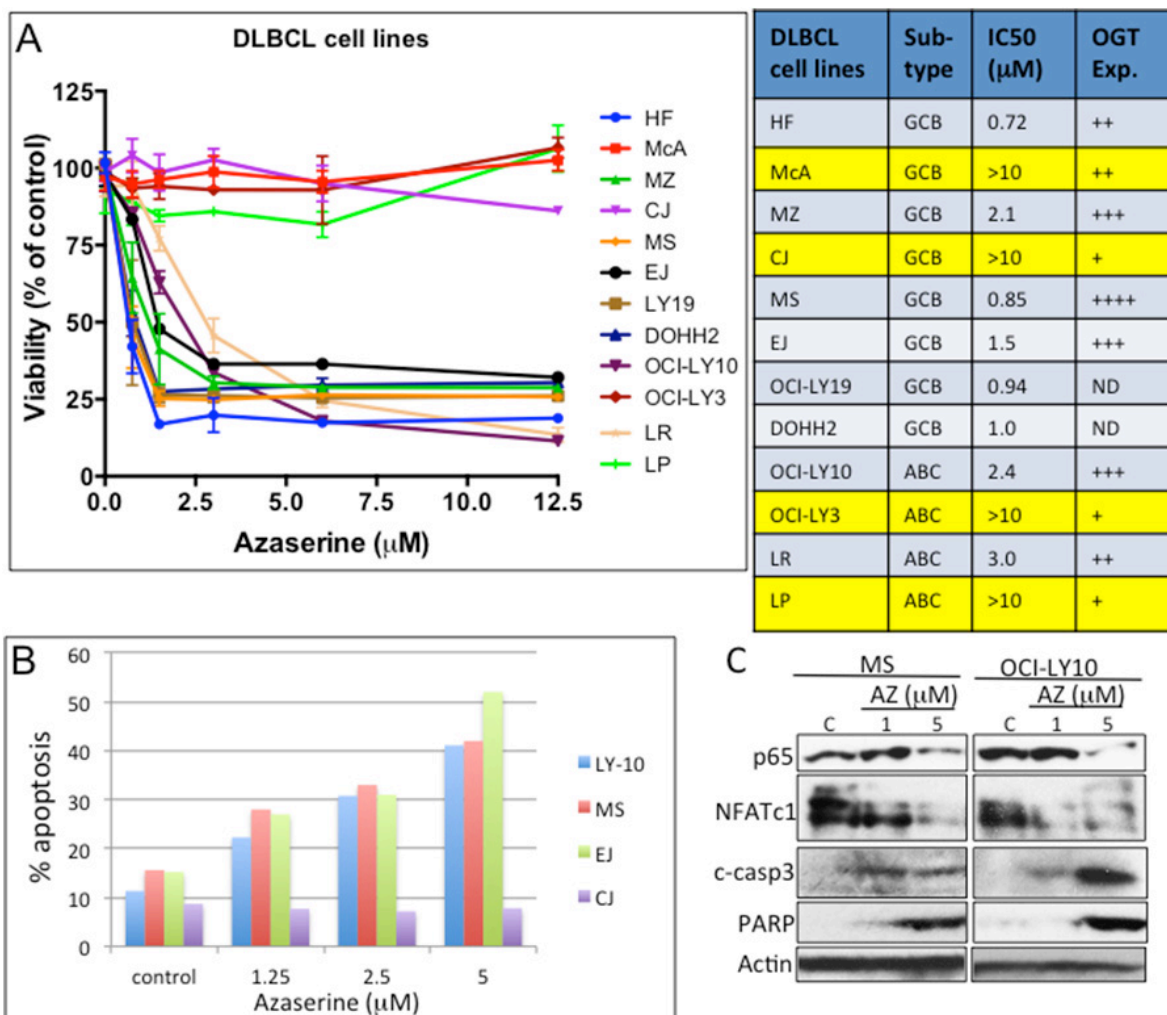 A
DLBCL cell lines
Viability (% of control)
125
100
75
50
25
0
0.0 2.5 5.0 7.5 10.0 12.5
Azaserine (μM)
HF
McA
MZ
CJ
MS
EJ
LY19
DOHH2
OCI-LY10
OCI-LY3
LR
LP
DLBCL cell lines Sub-type IC50 (μM) OGT Exp.
HF GCB 0.72 ++
McA GCB >10 ++
MZ GCB 2.1 +++
CJ GCB >10 +
MS GCB 0.85 ++++
EJ GCB 1.5 +++
OCI-LY19 GCB 0.94 ND
DOHH2 GCB 1.0 ND
OCI-LY10 ABC 2.4 +++
OCI-LY3 ABC >10 +
LR ABC 3.0 ++
LP ABC >10 +
B
% apoptosis
60
50
40
30
20
10
0
control 1.25 2.5 5
Azaserine (μM)
LY-10
MS
EJ
CJ
C
MS OCI-LY10
AZ (μM) AZ (μM)
C 1 5 C 1 5
p65
NFATc1
c-casp3
PARP
Actin